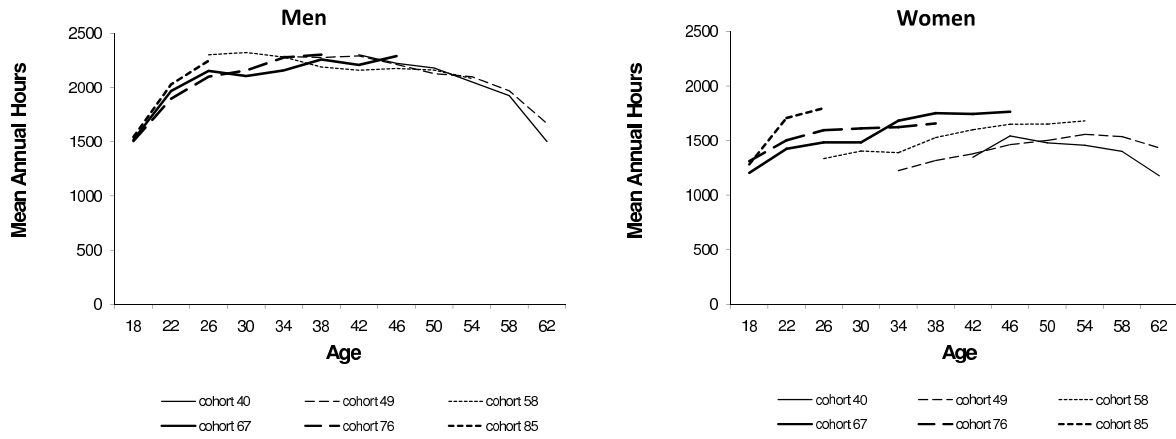 Men
2500
2000
1500
1000
500
0
Mean Annual Hours
18 22 26 30 34 38 42 46 50 54 58 62
Age
cohort 40 cohort 49 cohort 58
cohort 67 cohort 76 cohort 85
Women
2500
2000
1500
1000
500
0
Mean Annual Hours
18 22 26 30 34 38 42 46 50 54 58 62
Age
cohort 40 cohort 49 cohort 58
cohort 67 cohort 76 cohort 85